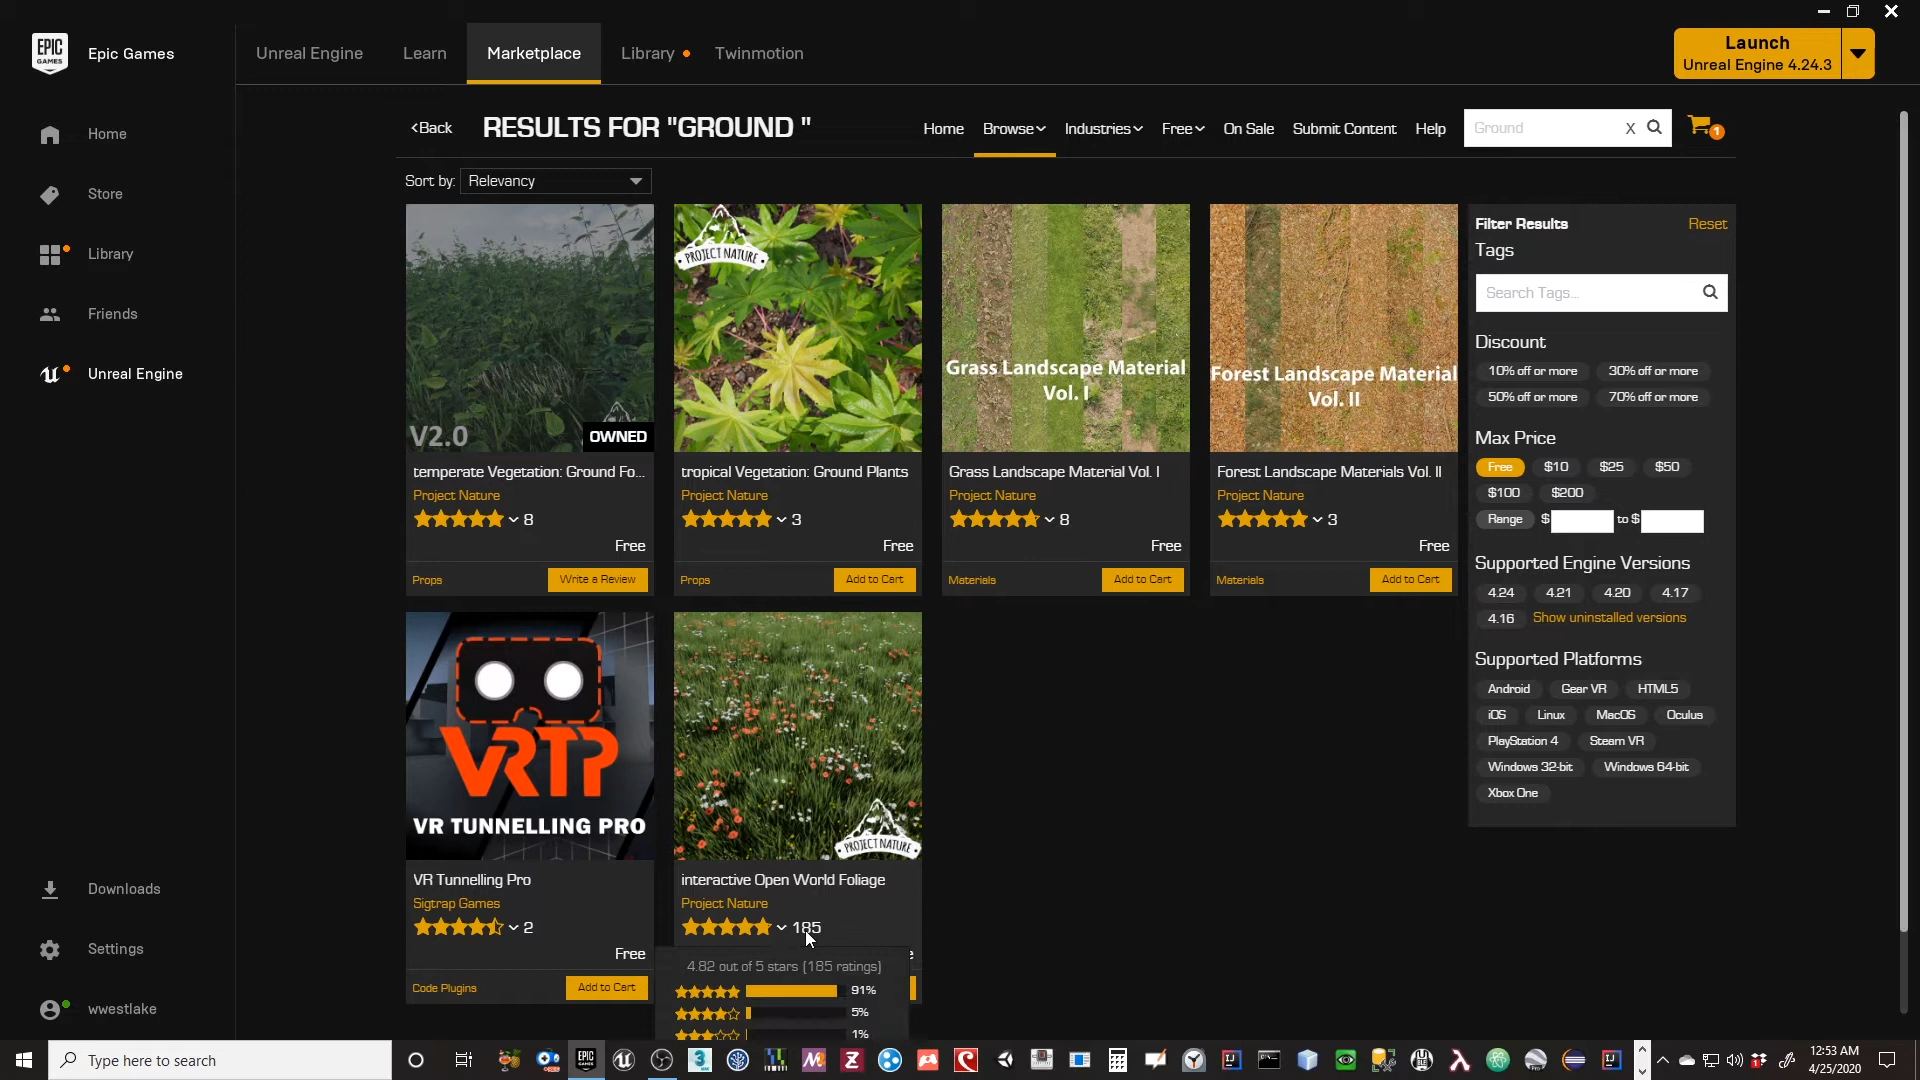 EPIC
GAMES
Epic Games
Unreal Engine
Learn
Marketplace
Library
Twinmotion
Launch
Unreal Engine 4.24.3
Home
Store
Library
Friends
Unreal Engine
Downloads
Settings
wwestlake
<Back
RESULTS FOR "GROUND "
Home
Browse
Industries
Free
On Sale
Submit Content
Help
Ground
X
1
Sort by:
Relevancy
V2.0
OWNED
temperate Vegetation: Ground Fo...
Project Nature
8
Free
Props
Write a Review
PROJECT NATURE
tropical Vegetation: Ground Plants
Project Nature
3
Free
Props
Add to Cart
Grass Landscape Material
Vol. I
Grass Landscape Material Vol. I
Project Nature
8
Free
Materials
Add to Cart
Forest Landscape Material
Vol. II
Forest Landscape Materials Vol. II
Project Nature
3
Free
Materials
Add to Cart
VRTP
VR TUNNELLING PRO
VR Tunnelling Pro
Sigtrap Games
2
Free
Code Plugins
Add to Cart
PROJECT NATURE
interactive Open World Foliage
Project Nature
185
4.82 out of 5 stars (185 ratings)
91%
5%
1%
Filter Results
Reset
Tags
Search Tags...
Discount
10% off or more
30% off or more
50% off or more
70% off or more
Max Price
Free
$10
$25
$50
$100
$200
Range
$
to $
Supported Engine Versions
4.24
4.21
4.20
4.17
4.16
Show uninstalled versions
Supported Platforms
Android
Gear VR
HTML5
iOS
Linux
MacOS
Oculus
PlayStation 4
Steam VR
Windows 32-bit
Windows 64-bit
Xbox One
Type here to search
12:53 AM
4/25/2020